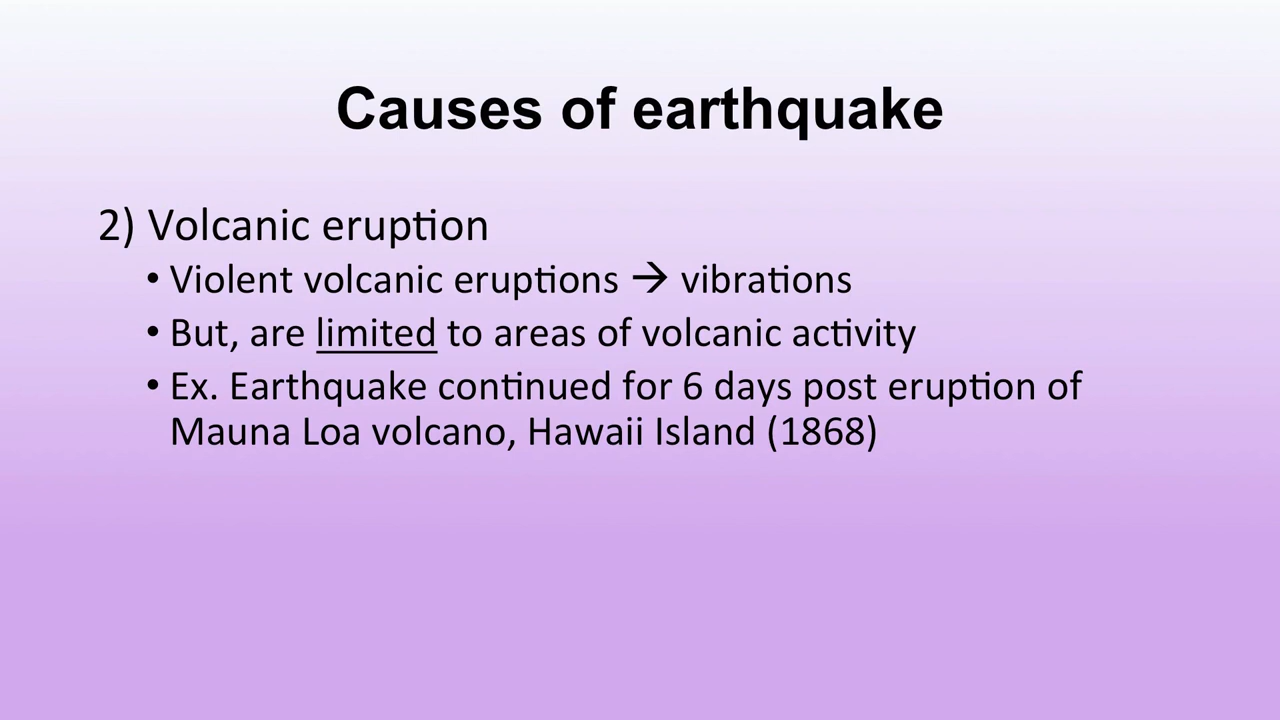 Causes of earthquake
2) Volcanic eruption
• Violent volcanic eruptions → vibrations
• But, are limited to areas of volcanic activity
• Ex. Earthquake continued for 6 days post eruption of
Mauna Loa volcano, Hawaii Island (1868)